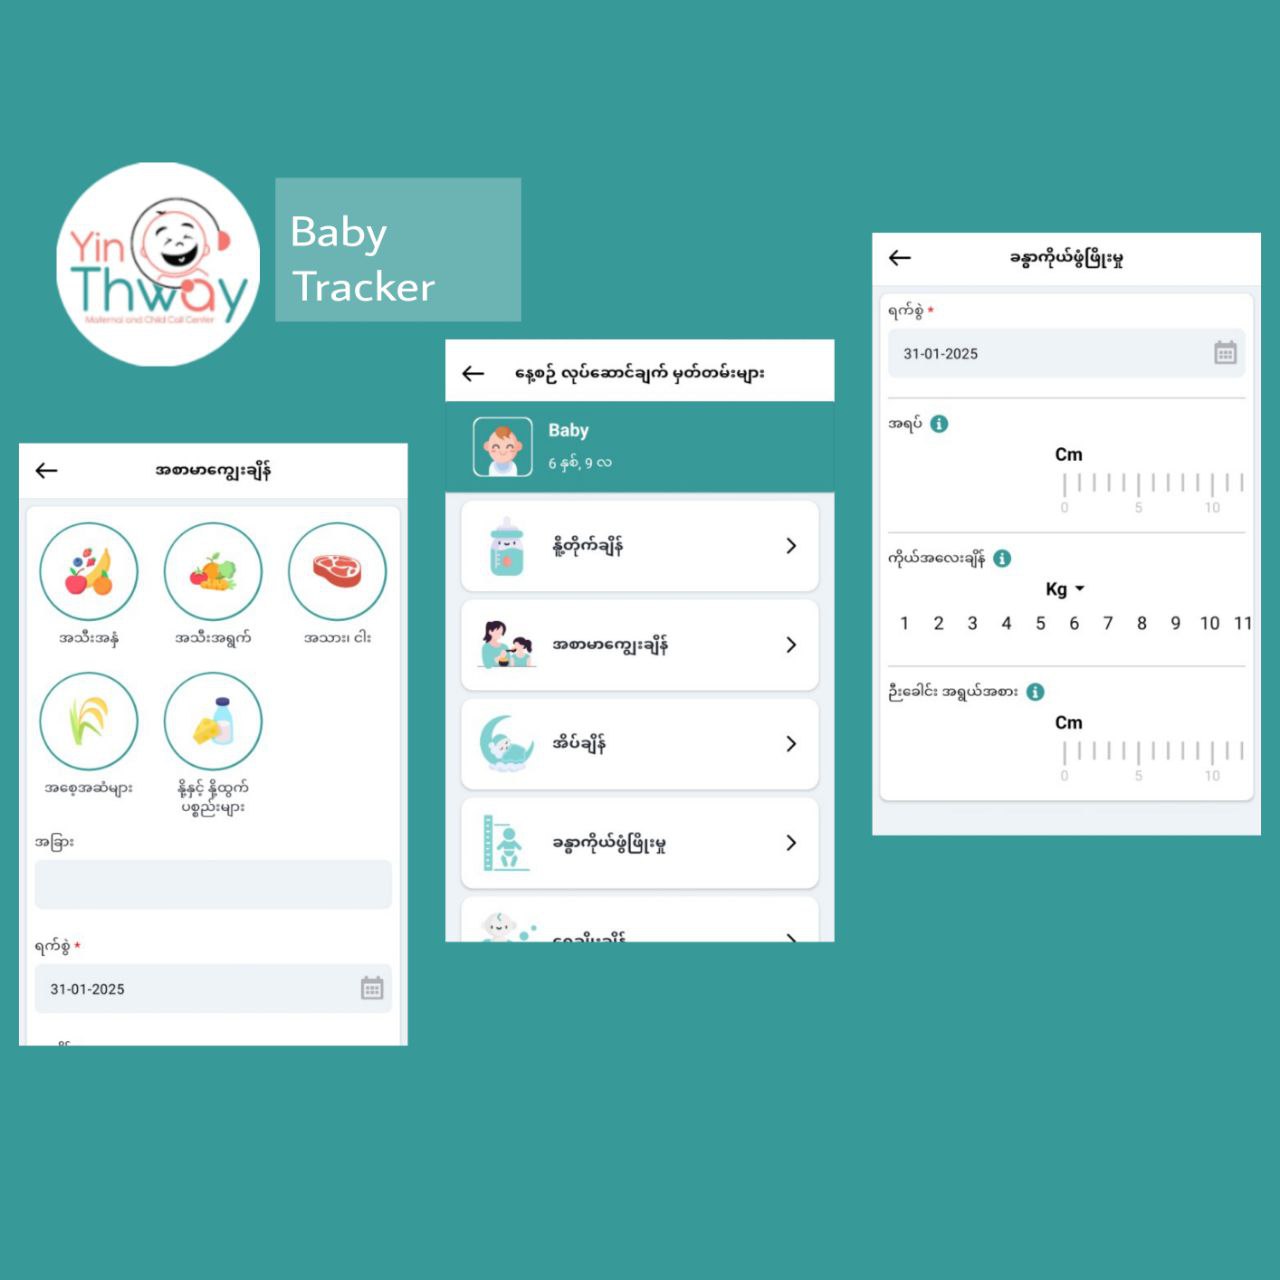 Yin
Thway
Maternal and Child Call Center
Baby
Tracker
အစာမာကျွေးချိန်
အသီးအနှံ
အသီးအရွက်
အသား၊ ငါး
အစေ့အဆံများ
နို့နှင့် နို့ထွက်
ပစ္စည်းများ
အခြား
ရက်စွဲ *
31-01-2025
နေ့စဉ် လုပ်ဆောင်ချက် မှတ်တမ်းများ
Baby
6 နှစ်, 9 လ
နို့တိုက်ချိန်
အစာမာကျွေးချိန်
အိပ်ချိန်
ခန္ဓာကိုယ်ဖွံ့ဖြိုးမှု
ခန္ဓာကိုယ်ဖွံ့ဖြိုးမှု
ရက်စွဲ *
31-01-2025
အရပ်
Cm
0 5 10
ကိုယ်အလေးချိန်
Kg
1 2 3 4 5 6 7 8 9 10 11
ဦးခေါင်း အရွယ်အစား
Cm
0 5 10